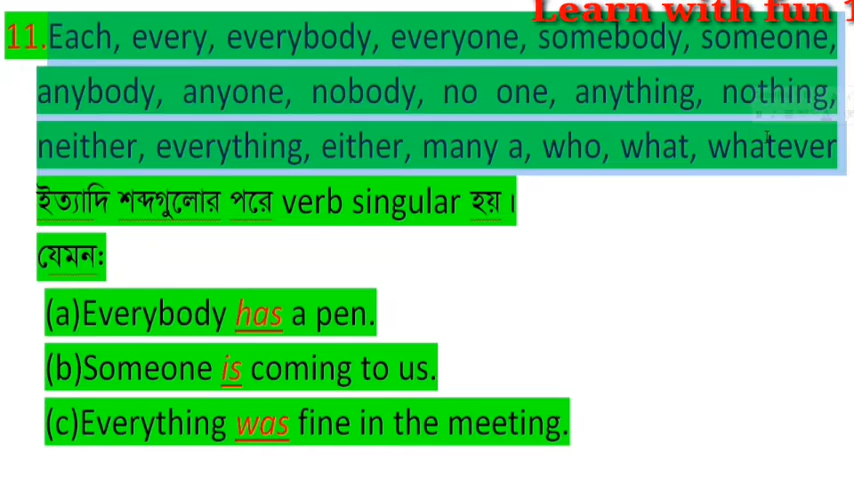 Learn with fun 1
11.Each, every, everybody, everyone, somebody, someone,
anybody, anyone, nobody, no one, anything, nothing,
neither, everything, either, many a, who, what, whatever
ইত্যাদি শব্দগুলোর পরে verb singular হয়।
যেমন:
(a)Everybody has a pen.
(b)Someone is coming to us.
(c)Everything was fine in the meeting.